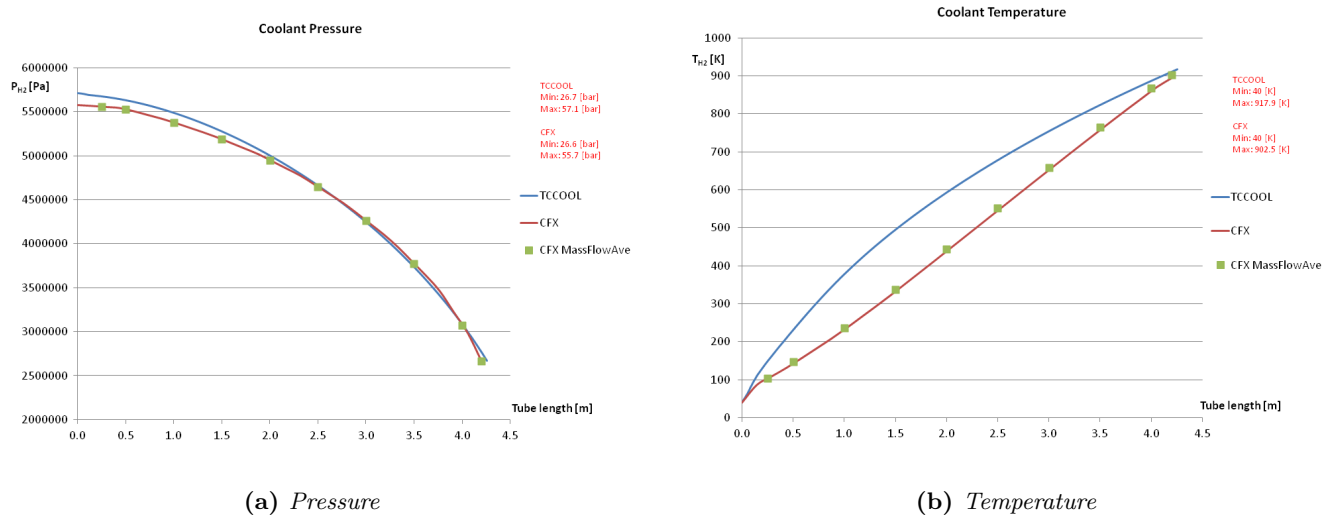 Coolant Pressure
P_H2 [Pa]
6000000
5500000
5000000
4500000
4000000
3500000
3000000
2500000
2000000
0.0 0.5 1.0 1.5 2.0 2.5 3.0 3.5 4.0 4.5
Tube length [m]
TCCOOL
Min: 26.7 [bar]
Max: 57.1 [bar]
CFX
Min: 26.6 [bar]
Max: 55.7 [bar]
TCCOOL
CFX
CFX MassFlowAve
(a) Pressure
Coolant Temperature
T_H2 [K]
1000
900
800
700
600
500
400
300
200
100
0
0.0 0.5 1.0 1.5 2.0 2.5 3.0 3.5 4.0 4.5
Tube length [m]
TCCOOL
Min: 40 [K]
Max: 917.9 [K]
CFX
Min: 40 [K]
Max: 902.5 [K]
TCCOOL
CFX
CFX MassFlowAve
(b) Temperature